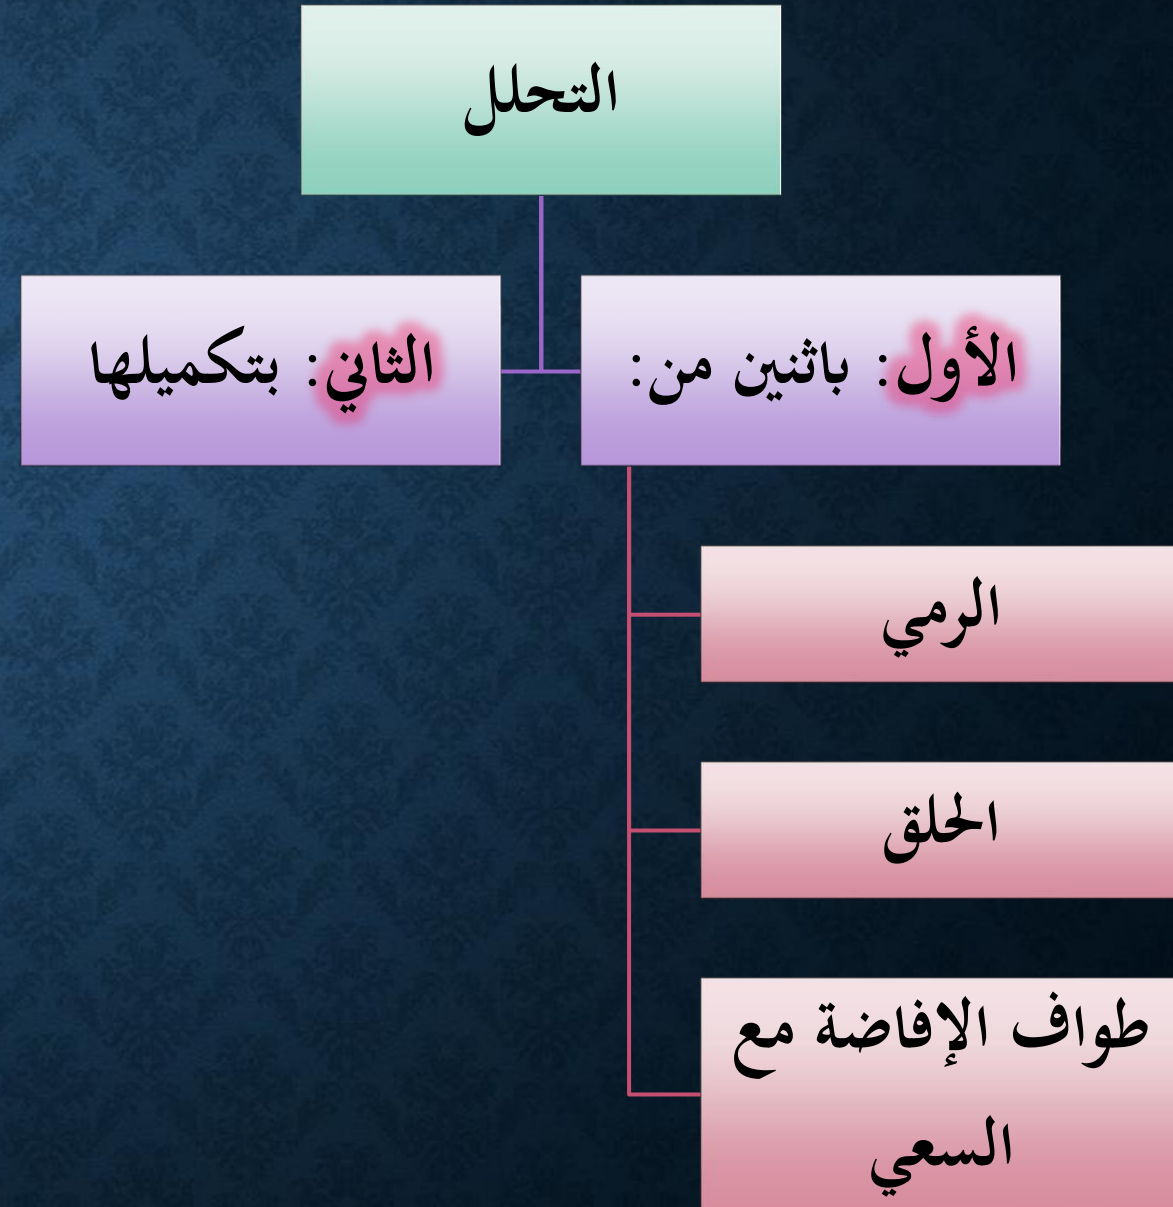 التحلل
الأول: باثنين من:
الثاني: بتكميلها
الرمي
الحلق
طواف الإفاضة مع
السعي